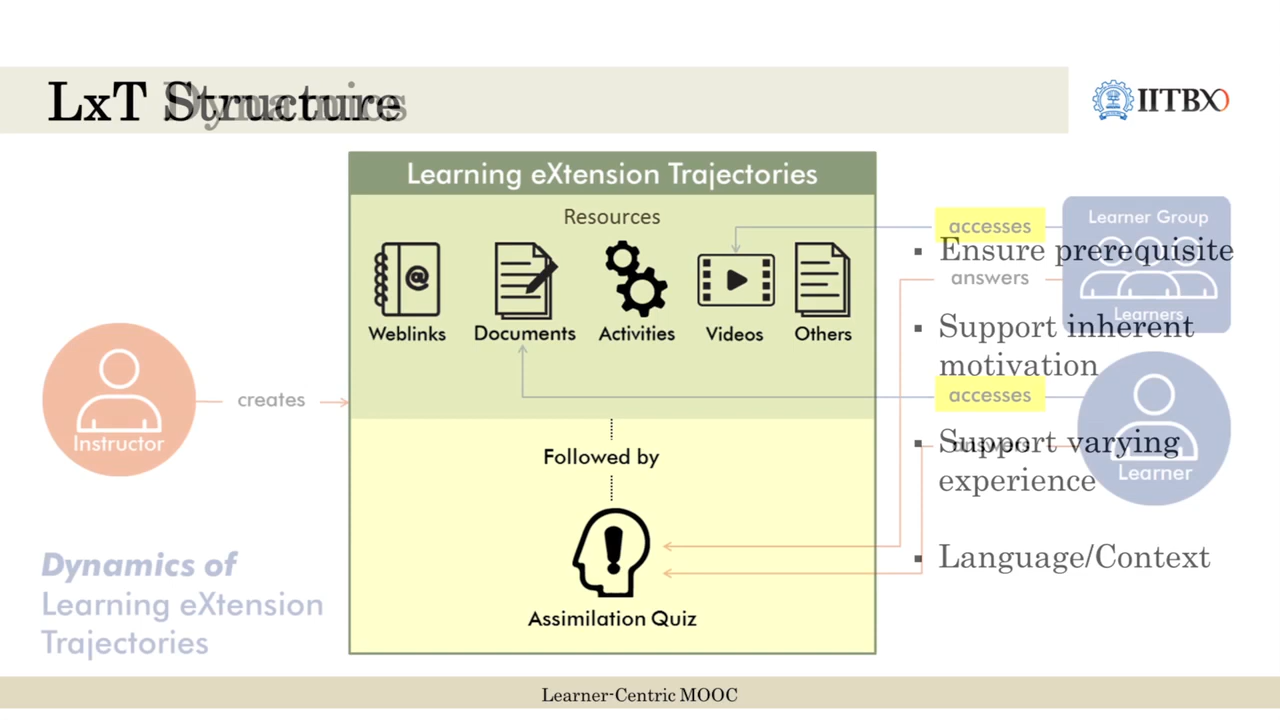 LxT Structure
Dynamics
IITBX
Learning eXtension Trajectories
Resources
Weblinks
Documents
Activities
Videos
Others
Followed by
Assimilation Quiz
Instructor
creates
accesses
answers
accesses
answers
Learner Group
Learners
Learner
▪ Ensure prerequisite
▪ Support inherent
motivation
▪ Support varying
experience
▪ Language/Context
Dynamics of
Learning eXtension
Trajectories
Learner-Centric MOOC